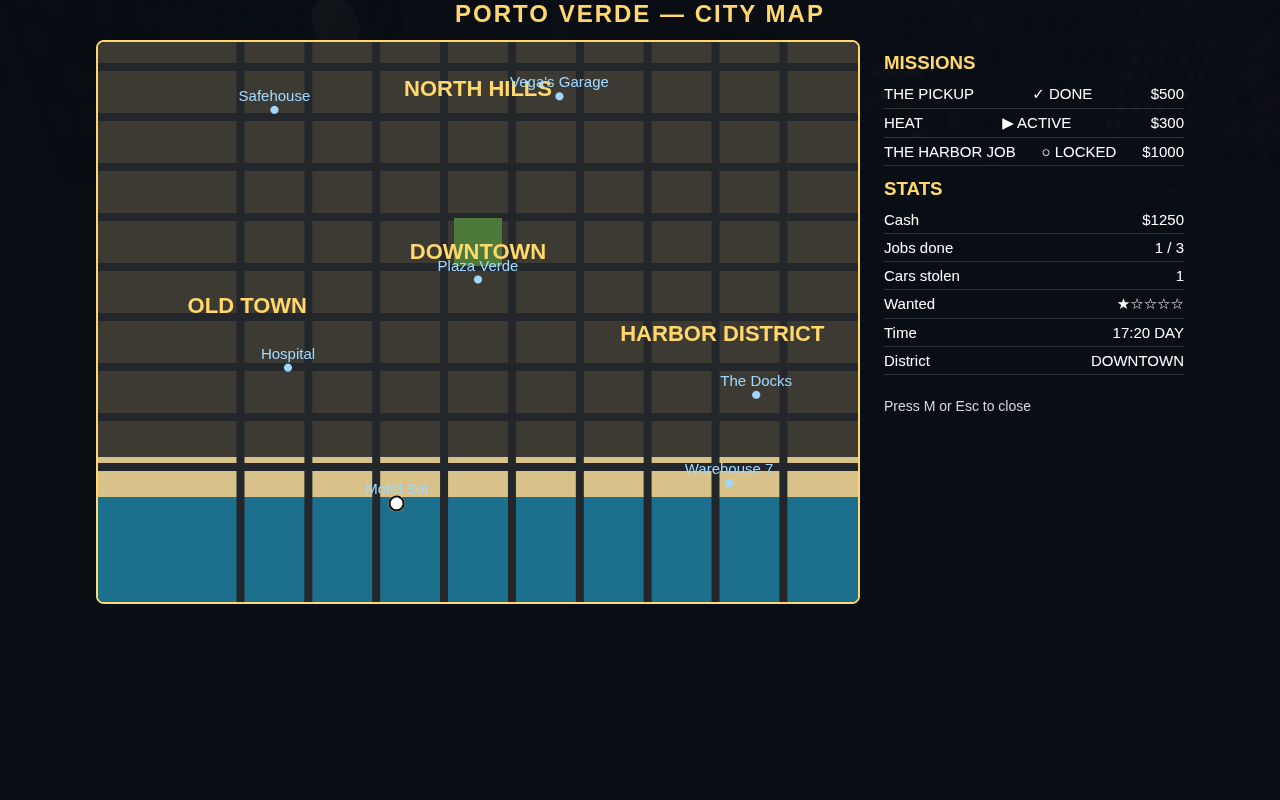 PORTO VERDE — CITY MAP
NORTH HILLS
Vega's Garage
Safehouse
DOWNTOWN
Plaza Verde
OLD TOWN
HARBOR DISTRICT
Hospital
The Docks
Warehouse 7
Motel Sol
MISSIONS
THE PICKUP ✓ DONE $500
HEAT ▶ ACTIVE $300
THE HARBOR JOB ○ LOCKED $1000
STATS
Cash $1250
Jobs done 1 / 3
Cars stolen 1
Wanted ★☆☆☆☆
Time 17:20 DAY
District DOWNTOWN
Press M or Esc to close